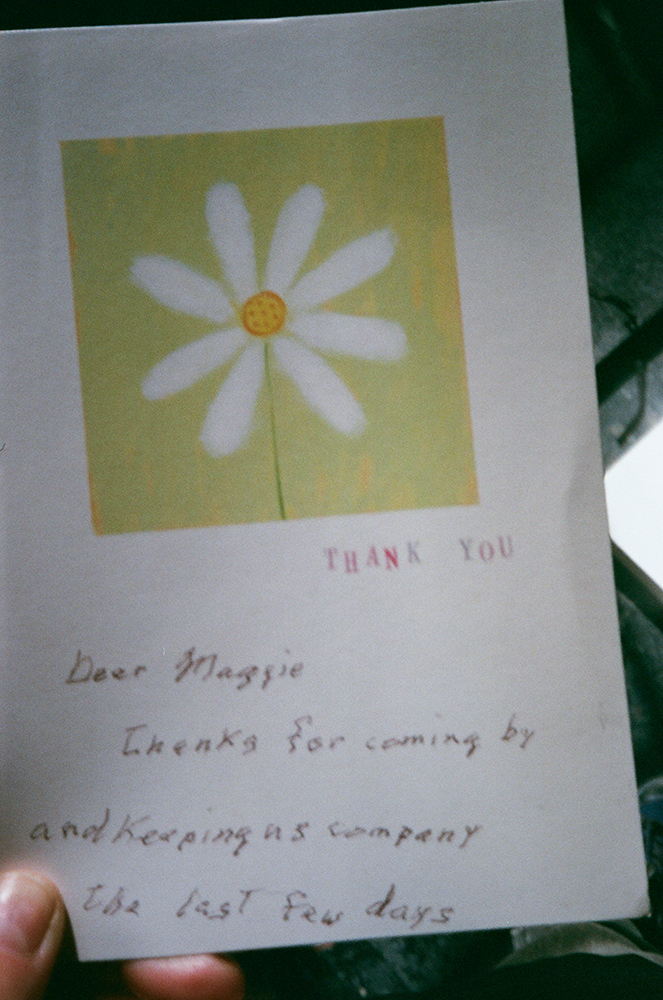 THANK YOU
Dear Maggie
Thanks for coming by
and Keeping us company
the last few days